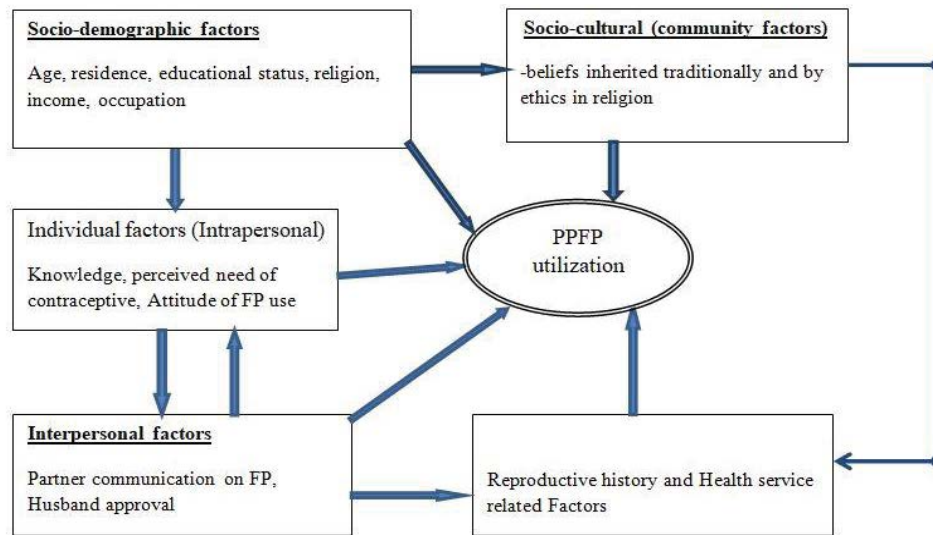 Socio-demographic factors
Age, residence, educational status, religion,
income, occupation
Socio-cultural (community factors)
-beliefs inherited traditionally and by
ethics in religion
Individual factors (Intrapersonal)
Knowledge, perceived need of
contraceptive, Attitude of FP use
PPFP
utilization
Interpersonal factors
Partner communication on FP,
Husband approval
Reproductive history and Health service
related Factors